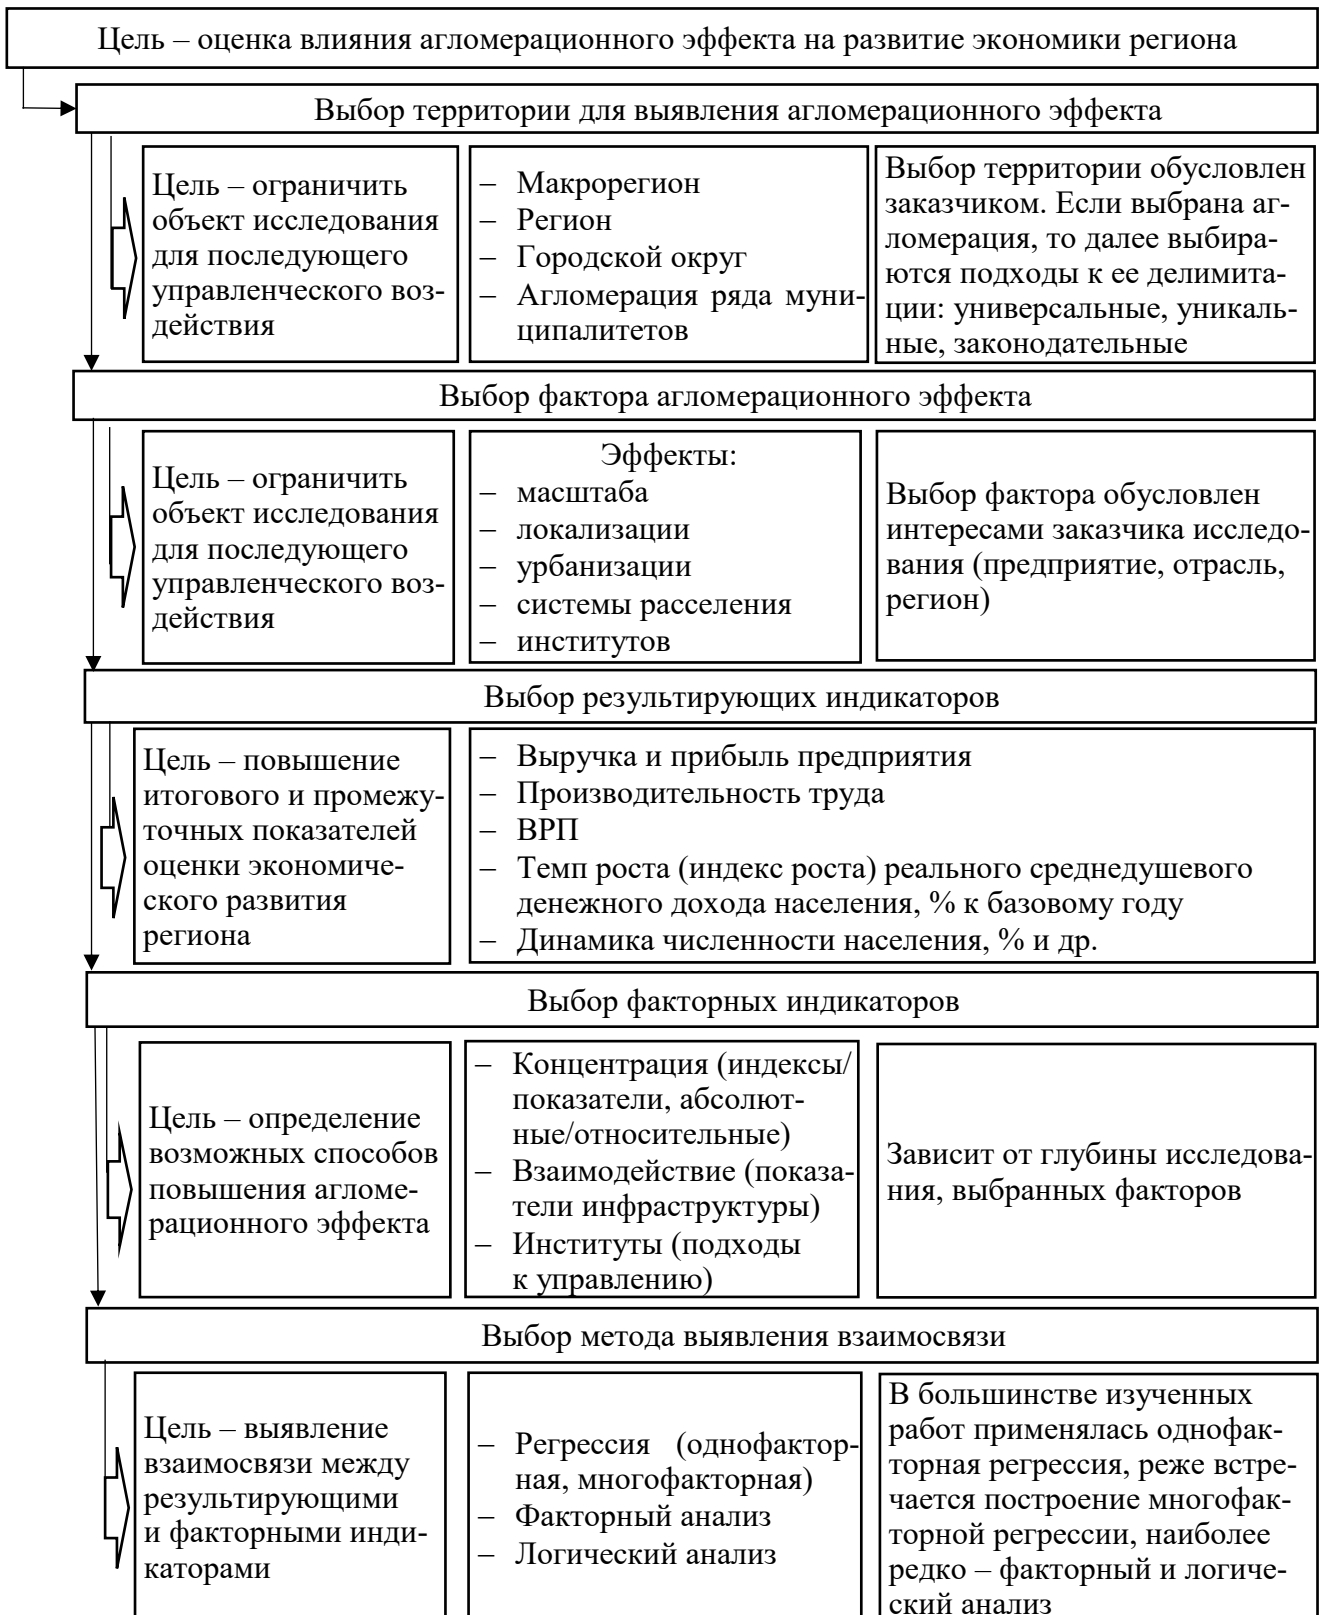 Цель – оценка влияния агломерационного эффекта на развитие экономики региона
Выбор территории для выявления агломерационного эффекта
Цель – ограничить
объект исследования
для последующего
управленческого воз-
действия
– Макрорегион
– Регион
– Городской округ
– Агломерация ряда муни-
ципалитетов
Выбор территории обусловлен
заказчиком. Если выбрана аг-
ломерация, то далее выбира-
ются подходы к ее делимита-
ции: универсальные, уникаль-
ные, законодательные
Выбор фактора агломерационного эффекта
Цель – ограничить
объект исследования
для последующего
управленческого воз-
действия
Эффекты:
– масштаба
– локализации
– урбанизации
– системы расселения
– институтов
Выбор фактора обусловлен
интересами заказчика исследо-
вания (предприятие, отрасль,
регион)
Выбор результирующих индикаторов
Цель – повышение
итогового и промежу-
точных показателей
оценки экономиче-
ского развития
региона
– Выручка и прибыль предприятия
– Производительность труда
– ВРП
– Темп роста (индекс роста) реального среднедушевого
денежного дохода населения, % к базовому году
– Динамика численности населения, % и др.
Выбор факторных индикаторов
Цель – определение
возможных способов
повышения агломе-
рационного эффекта
– Концентрация (индексы/
показатели, абсолют-
ные/относительные)
– Взаимодействие (показа-
тели инфраструктуры)
– Институты (подходы
к управлению)
Зависит от глубины исследова-
ния, выбранных факторов
Выбор метода выявления взаимосвязи
Цель – выявление
взаимосвязи между
результирующими
и факторными инди-
каторами
– Регрессия (однофактор-
ная, многофакторная)
– Факторный анализ
– Логический анализ
В большинстве изученных
работ применялась однофак-
торная регрессия, реже встре-
чается построение многофак-
торной регрессии, наиболее
редко – факторный и логиче-
ский анализ